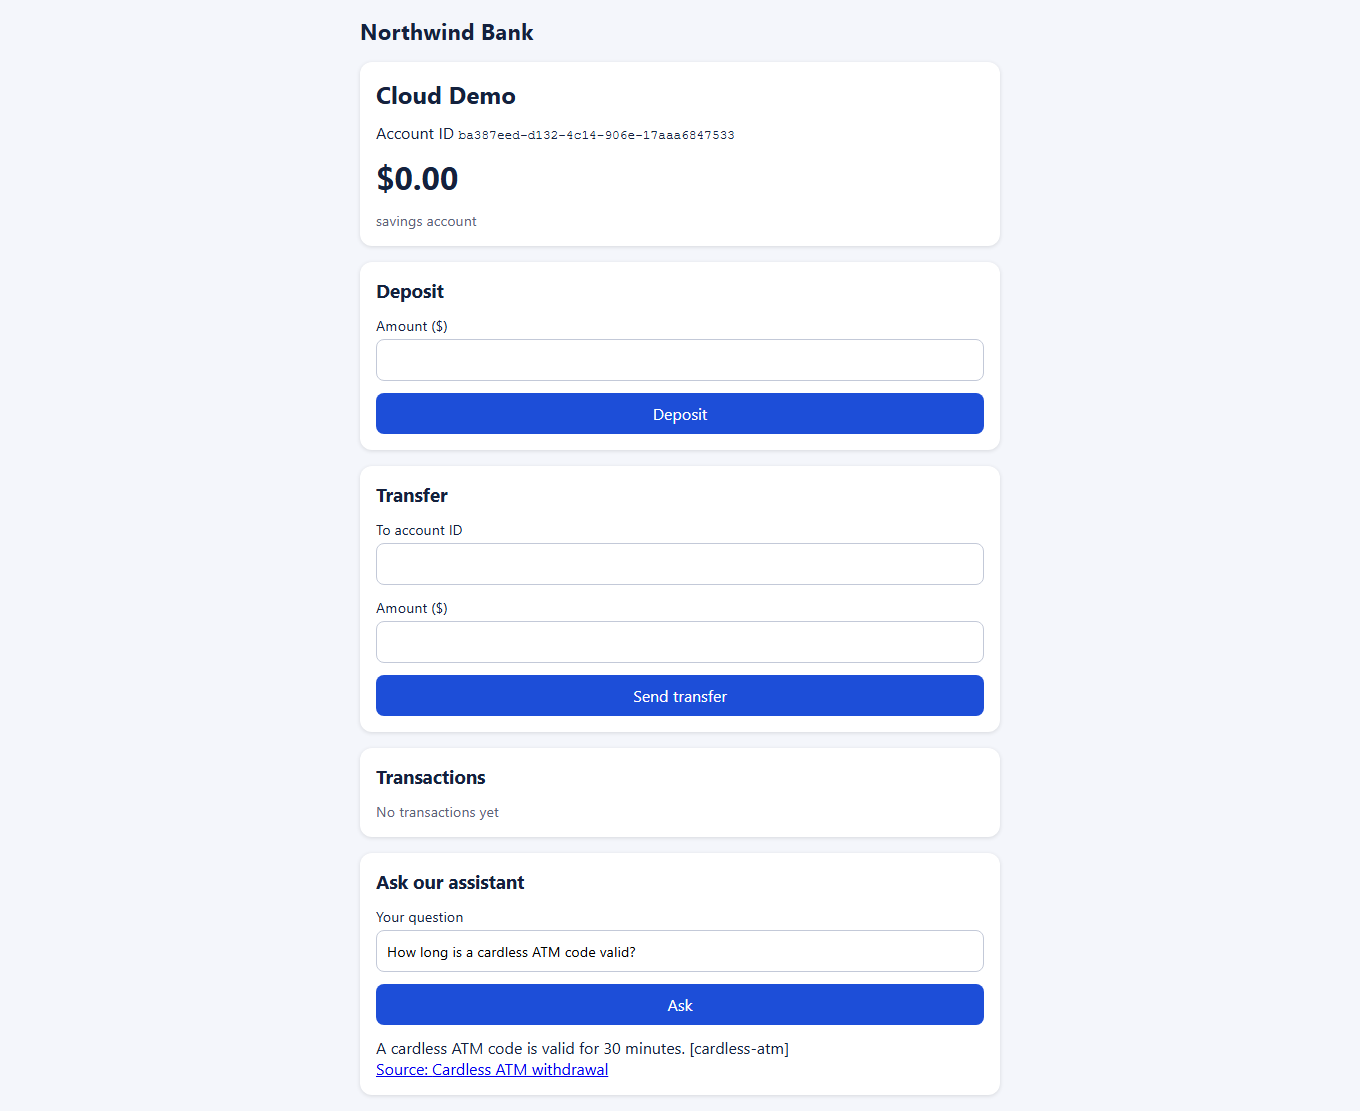 Northwind Bank
Cloud Demo
Account ID ba387eed-d132-4c14-906e-17aaa6847533
$0.00
savings account
Deposit
Amount ($)
Deposit
Transfer
To account ID
Amount ($)
Send transfer
Transactions
No transactions yet
Ask our assistant
Your question
How long is a cardless ATM code valid?
Ask
A cardless ATM code is valid for 30 minutes. [cardless-atm]
Source: Cardless ATM withdrawal